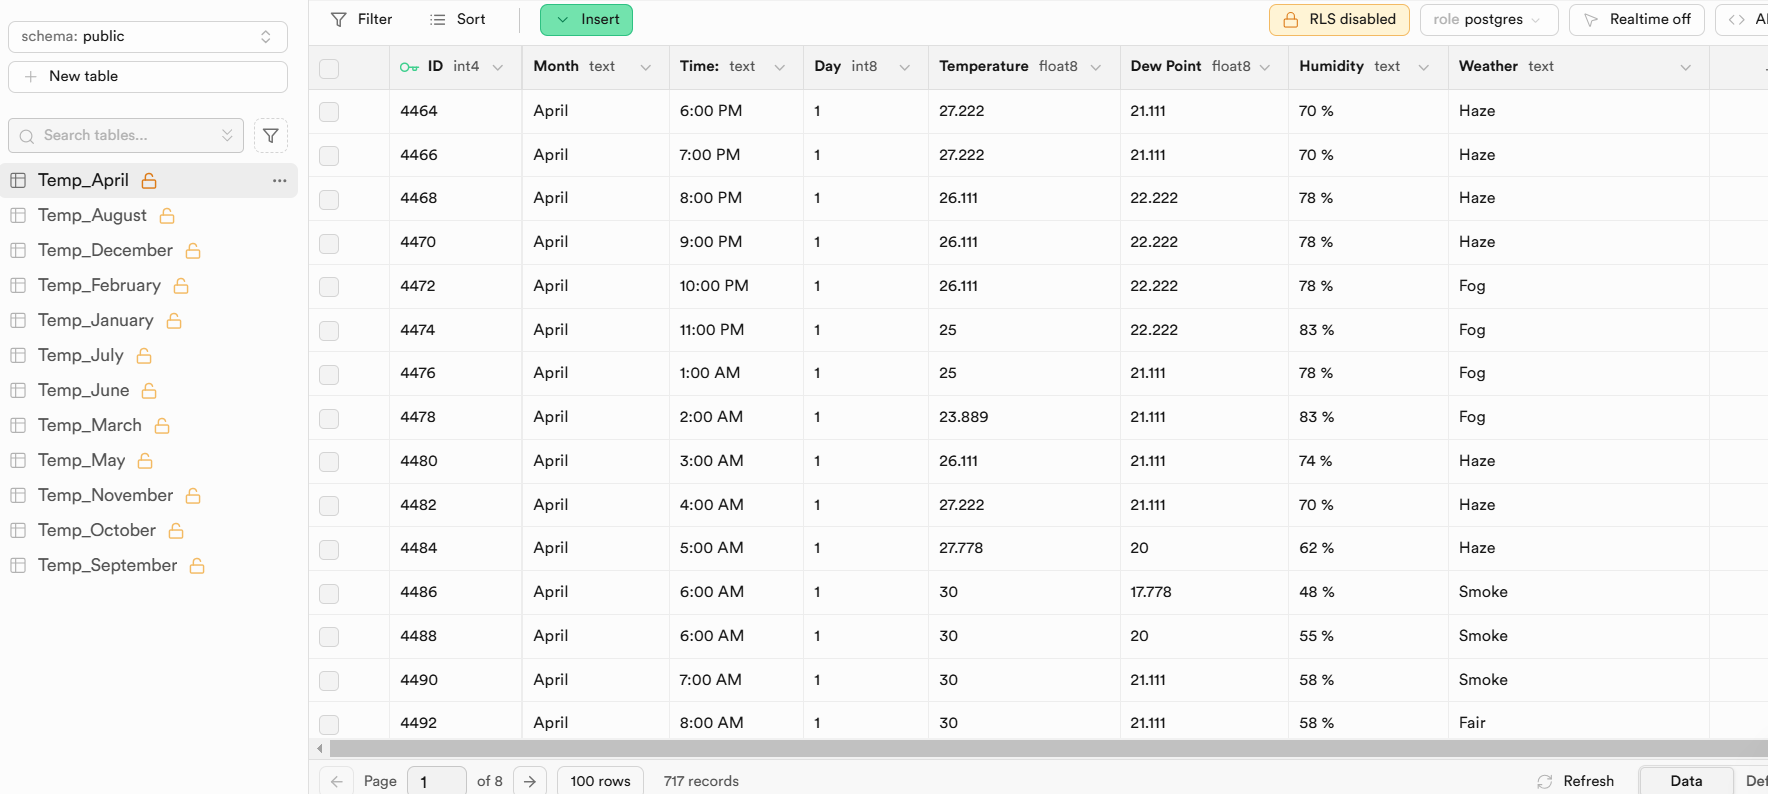 schema: public
New table
Search tables...
Temp_April
Temp_August
Temp_December
Temp_February
Temp_January
Temp_July
Temp_June
Temp_March
Temp_May
Temp_November
Temp_October
Temp_September
Filter Sort Insert RLS disabled role postgres Realtime off
ID int4 Month text Time: text Day int8 Temperature float8 Dew Point float8 Humidity text Weather text
4464 April 6:00 PM 1 27.222 21.111 70 % Haze
4466 April 7:00 PM 1 27.222 21.111 70 % Haze
4468 April 8:00 PM 1 26.111 22.222 78 % Haze
4470 April 9:00 PM 1 26.111 22.222 78 % Haze
4472 April 10:00 PM 1 26.111 22.222 78 % Fog
4474 April 11:00 PM 1 25 22.222 83 % Fog
4476 April 1:00 AM 1 25 21.111 78 % Fog
4478 April 2:00 AM 1 23.889 21.111 83 % Fog
4480 April 3:00 AM 1 26.111 21.111 74 % Haze
4482 April 4:00 AM 1 27.222 21.111 70 % Haze
4484 April 5:00 AM 1 27.778 20 62 % Haze
4486 April 6:00 AM 1 30 17.778 48 % Smoke
4488 April 6:00 AM 1 30 20 55 % Smoke
4490 April 7:00 AM 1 30 21.111 58 % Smoke
4492 April 8:00 AM 1 30 21.111 58 % Fair
Page 1 of 8 100 rows 717 records Refresh Data